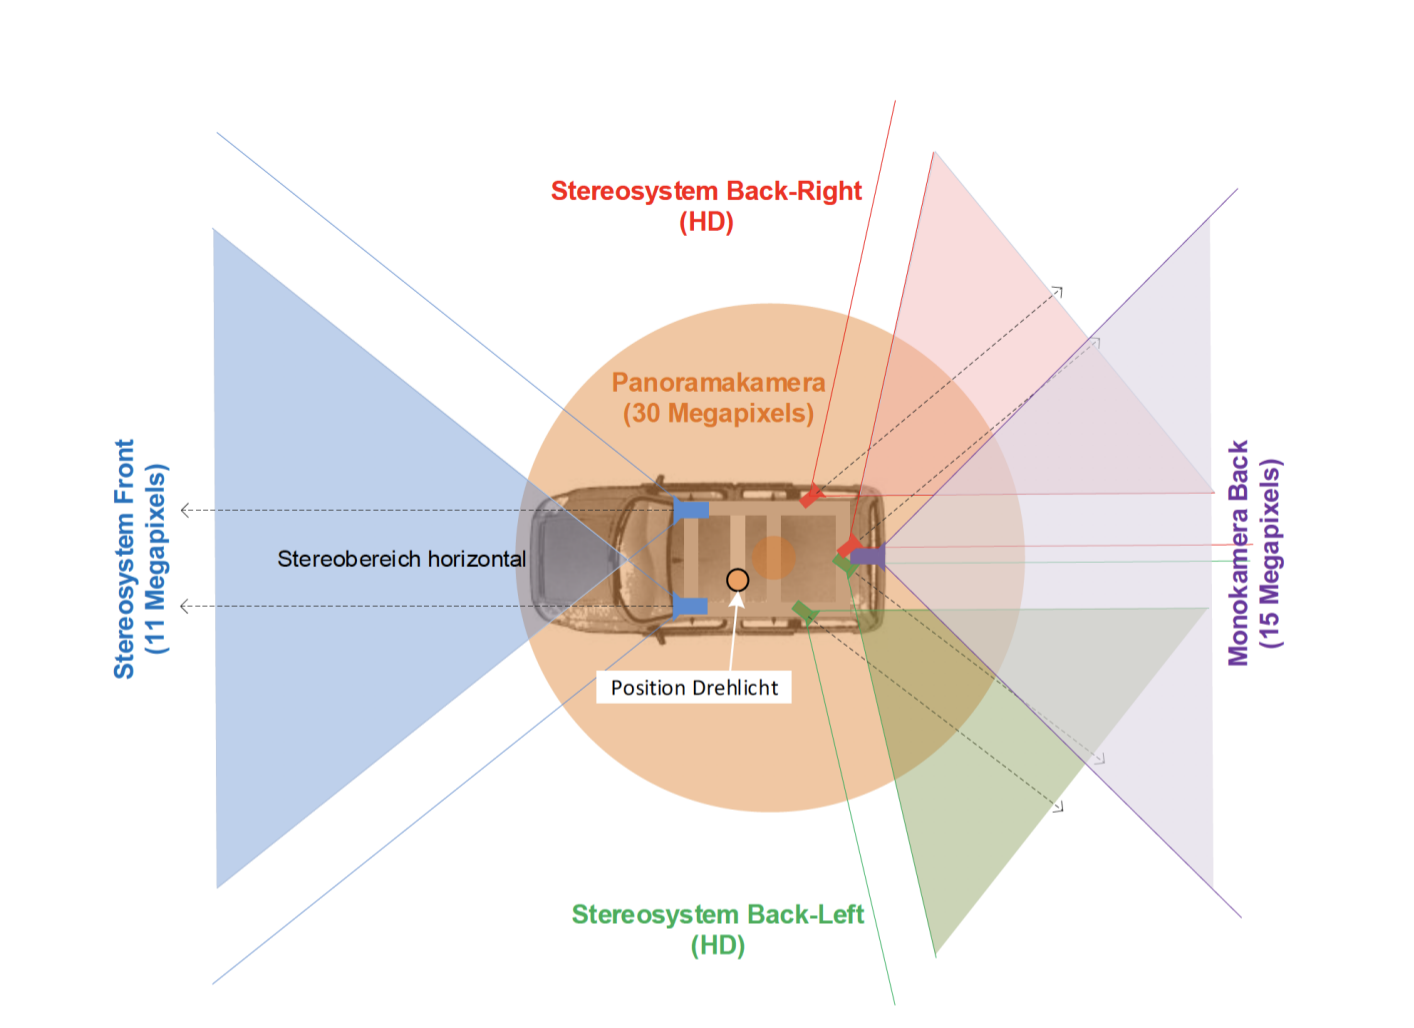 Stereosystem Back-Right
(HD)
Panoramakamera
(30 Megapixels)
Stereosystem Front
(11 Megapixels)
Stereobereich horizontal
Monokamera Back
(15 Megapixels)
Position Drehlicht
Stereosystem Back-Left
(HD)